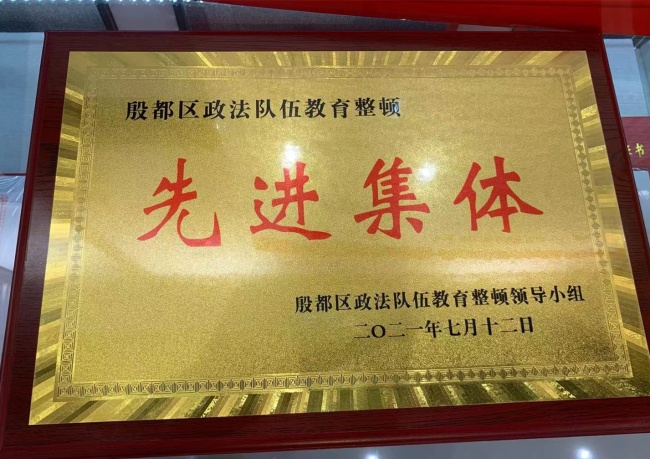 殷都区政法队伍教育整顿
先进集体
殷都区政法队伍教育整顿领导小组
二〇二一年七月十二日